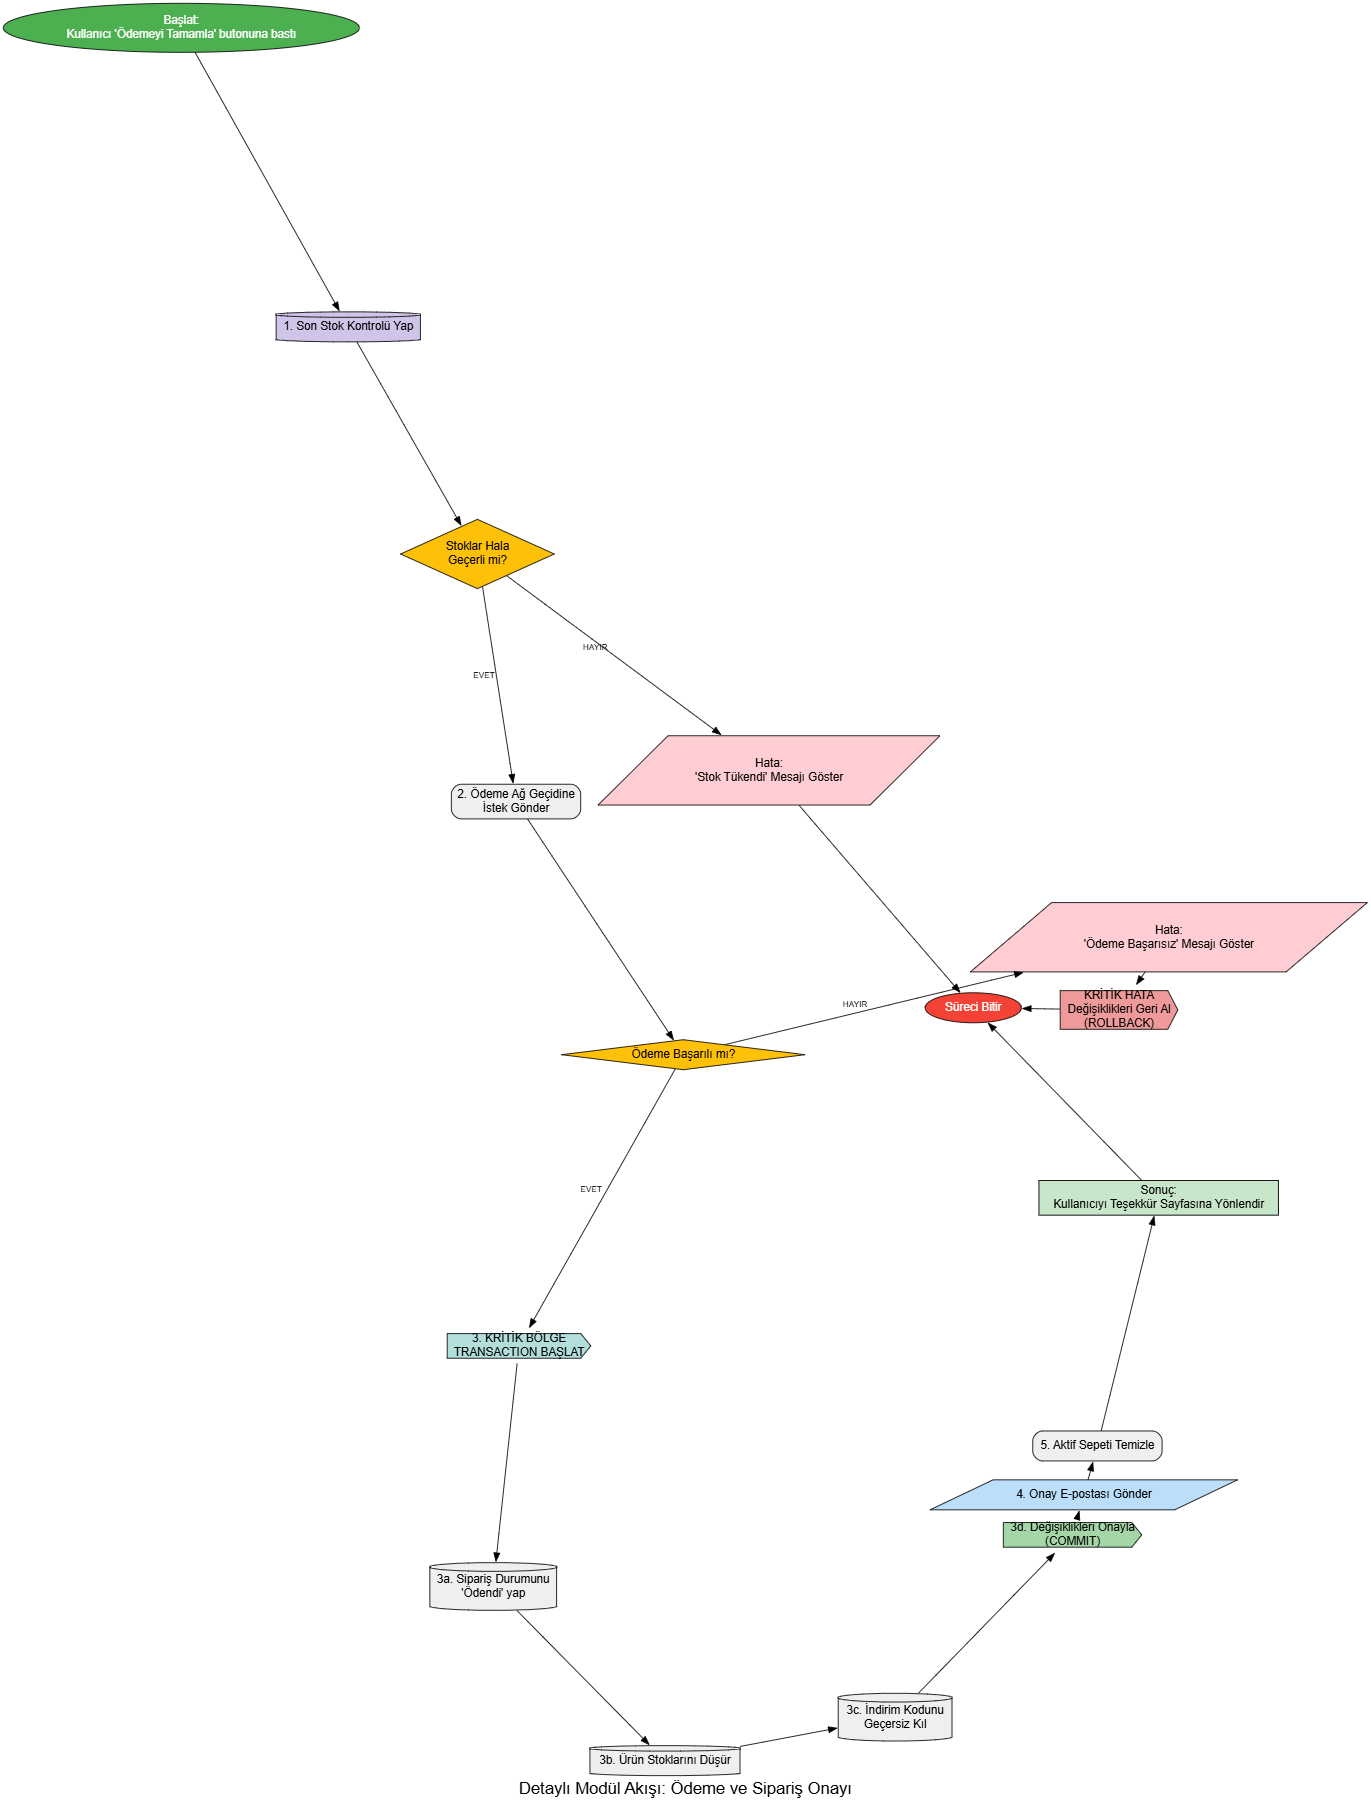 Başlat:
Kullanıcı 'Ödemeyi Tamamla' butonuna bastı
1. Son Stok Kontrolü Yap
Stoklar Hala
Geçerli mi?
HAYIR
EVET
Hata:
'Stok Tükendi' Mesajı Göster
2. Ödeme Ağ Geçidine
İstek Gönder
Hata:
'Ödeme Başarısız' Mesajı Göster
KRİTİK HATA
Değişiklikleri Geri Al
(ROLLBACK)
Süreci Bitir
HAYIR
Ödeme Başarılı mı?
EVET
Sonuç:
Kullanıcıyı Teşekkür Sayfasına Yönlendir
3. KRİTİK BÖLGE
TRANSACTION BAŞLAT
5. Aktif Sepeti Temizle
4. Onay E-postası Gönder
3d. Değişiklikleri Onayla
(COMMIT)
3a. Sipariş Durumunu
'Ödendi' yap
3c. İndirim Kodunu
Geçersiz Kıl
3b. Ürün Stoklarını Düşür
Detaylı Modül Akışı: Ödeme ve Sipariş Onayı